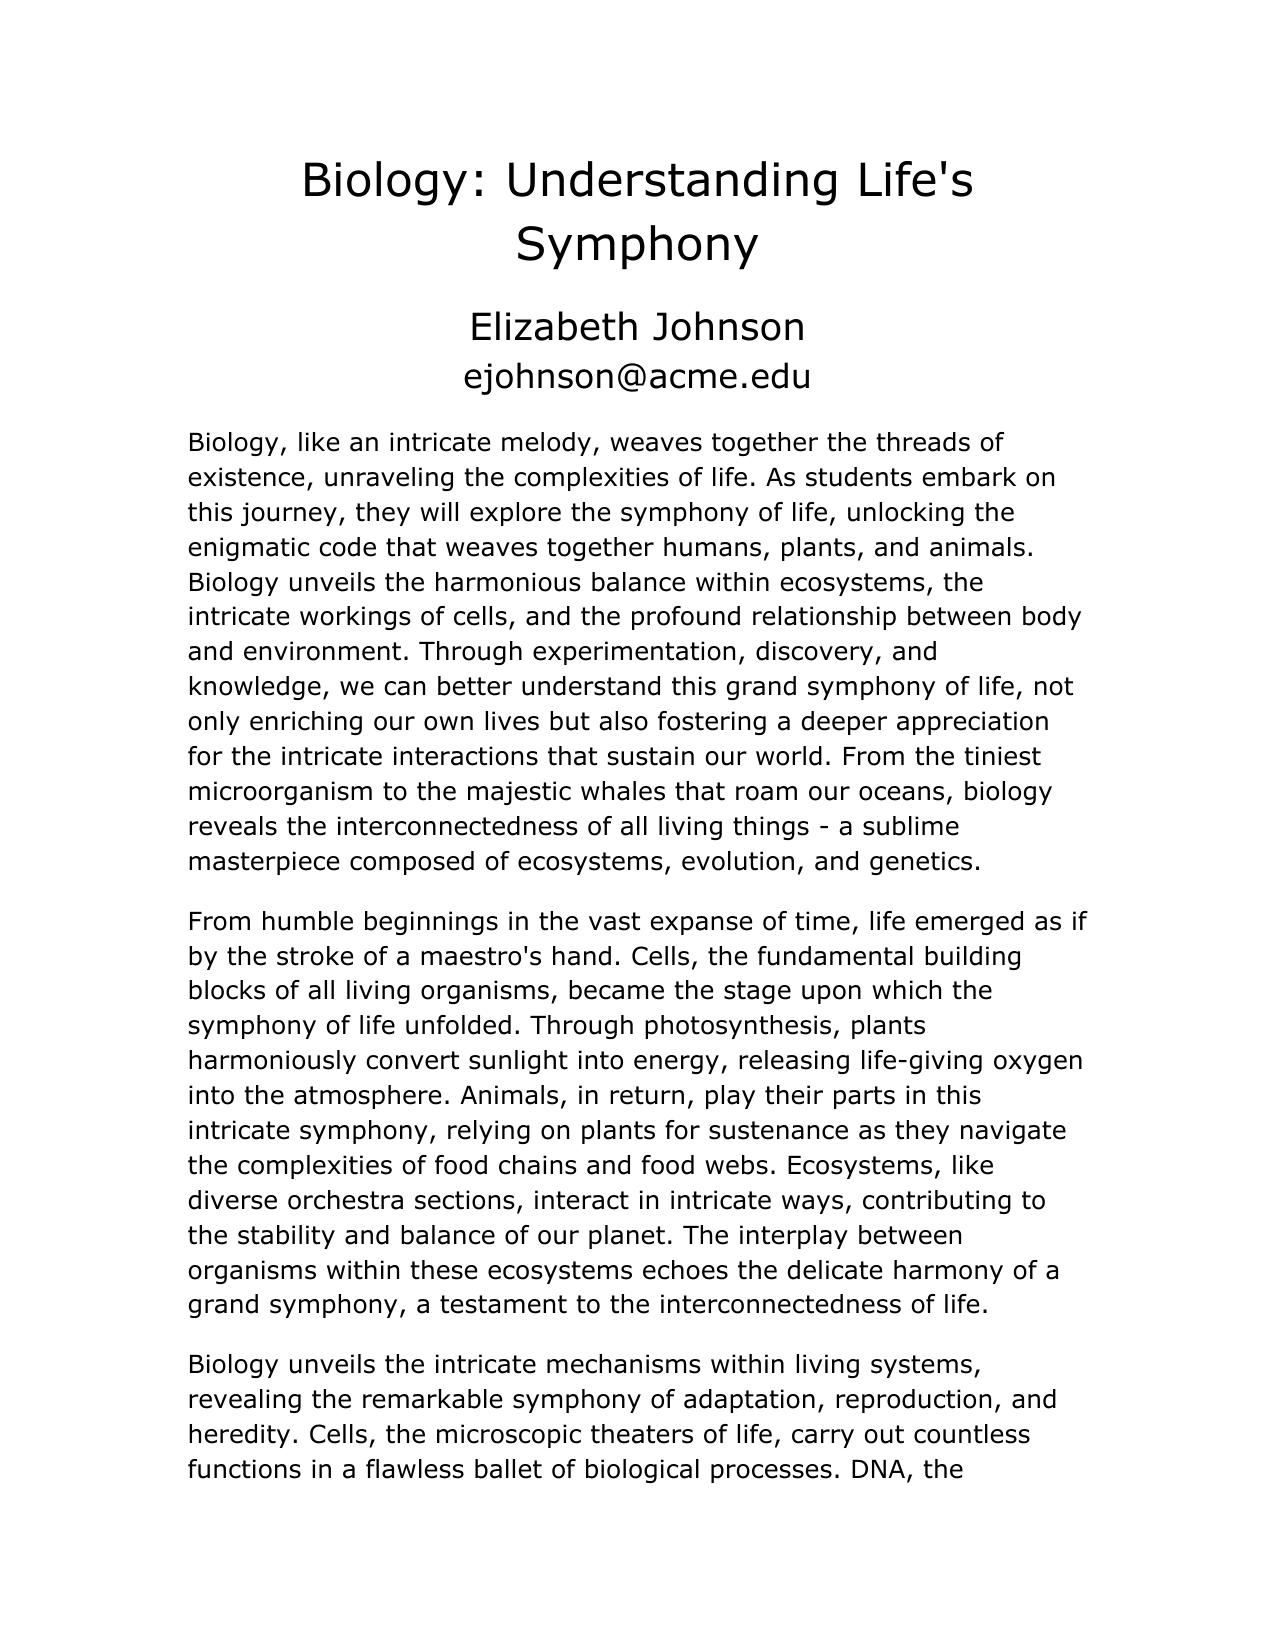 Biology: Understanding Life's
Symphony
Elizabeth Johnson
ejohnson@acme.edu
Biology, like an intricate melody, weaves together the threads of
existence, unraveling the complexities of life. As students embark on
this journey, they will explore the symphony of life, unlocking the
enigmatic code that weaves together humans, plants, and animals.
Biology unveils the harmonious balance within ecosystems, the
intricate workings of cells, and the profound relationship between body
and environment. Through experimentation, discovery, and
knowledge, we can better understand this grand symphony of life, not
only enriching our own lives but also fostering a deeper appreciation
for the intricate interactions that sustain our world. From the tiniest
microorganism to the majestic whales that roam our oceans, biology
reveals the interconnectedness of all living things - a sublime
masterpiece composed of ecosystems, evolution, and genetics.
From humble beginnings in the vast expanse of time, life emerged as if
by the stroke of a maestro's hand. Cells, the fundamental building
blocks of all living organisms, became the stage upon which the
symphony of life unfolded. Through photosynthesis, plants
harmoniously convert sunlight into energy, releasing life-giving oxygen
into the atmosphere. Animals, in return, play their parts in this
intricate symphony, relying on plants for sustenance as they navigate
the complexities of food chains and food webs. Ecosystems, like
diverse orchestra sections, interact in intricate ways, contributing to
the stability and balance of our planet. The interplay between
organisms within these ecosystems echoes the delicate harmony of a
grand symphony, a testament to the interconnectedness of life.
Biology unveils the intricate mechanisms within living systems,
revealing the remarkable symphony of adaptation, reproduction, and
heredity. Cells, the microscopic theaters of life, carry out countless
functions in a flawless ballet of biological processes. DNA, the